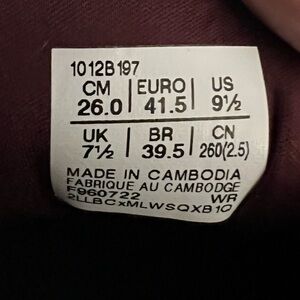 1012B197
CM EURO US
26.0 41.5 9½
UK BR CN
7½ 39.5 260(2.5)
MADE IN CAMBODIA
FABRIQUE AU CAMBODGE
F960722 WR
2LLBCxMLWSQXB1Q